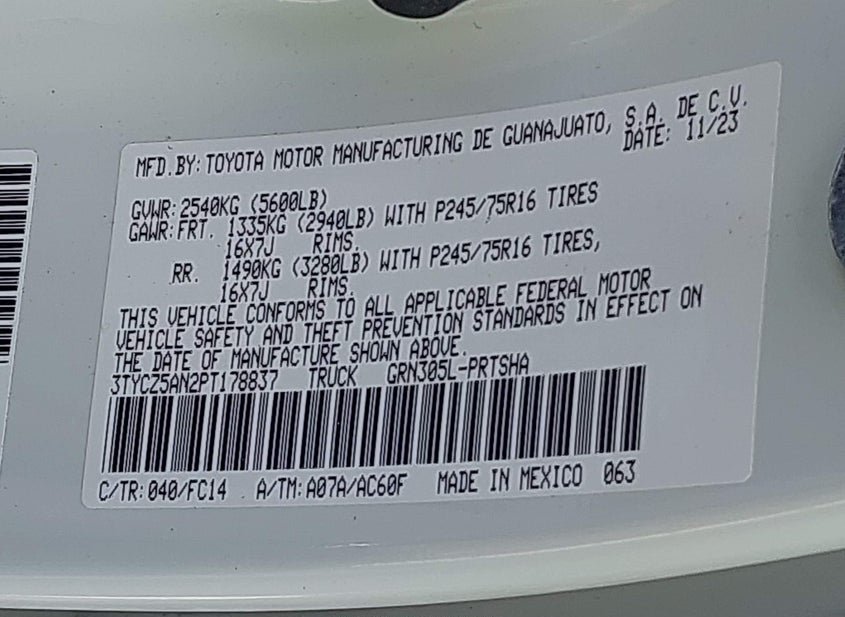 MFD.BY: TOYOTA MOTOR MANUFACTURING DE GUANAJUATO, S.A. DE C.V.
DATE: 11/23
GVWR: 2540KG (5600LB)
GAWR: FRT. 1335KG (2940LB) WITH P245/75R16 TIRES
16X7J RIMS.
RR. 1490KG (3280LB) WITH P245/75R16 TIRES,
16X7J RIMS.
THIS VEHICLE CONFORMS TO ALL APPLICABLE FEDERAL MOTOR
VEHICLE SAFETY AND THEFT PREVENTION STANDARDS IN EFFECT ON
THE DATE OF MANUFACTURE SHOWN ABOVE.
3TYCZ5AN2PT178837 TRUCK GRN305L-PRTSHA
C/TR: 040/FC14 A/TM: A07A/AC60F MADE IN MEXICO 063